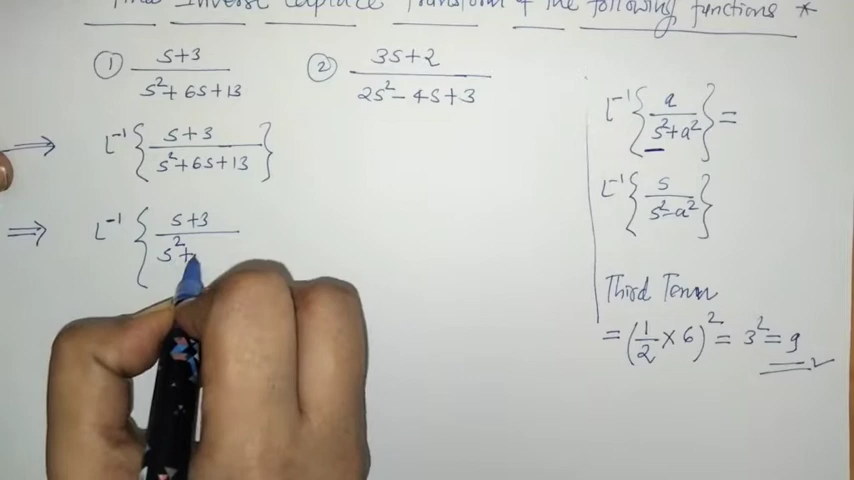 Find Inverse Laplace Transform of the following functions *
① s+3 / s²+6s+13 ② 3s+2 / 2s²-4s+3
⇒ L⁻¹ { s+3 / s²+6s+13 }
⇒ L⁻¹ { s+3 / s²+
L⁻¹ { a / s²+a² } =
L⁻¹ { s / s²-a² }
Third Term
= (1/2 × 6)² = 3² = 9